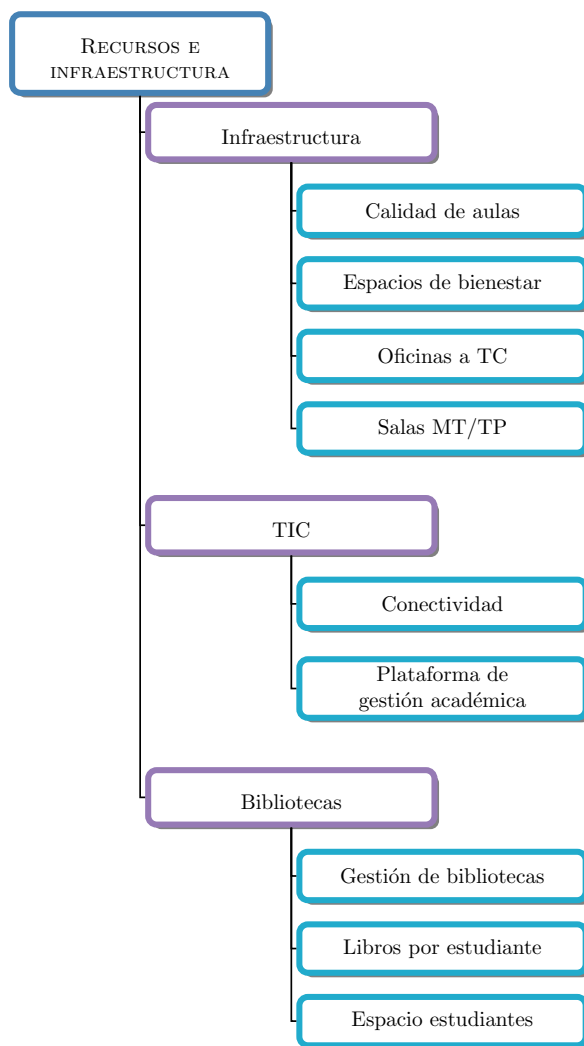 RECURSOS E
INFRAESTRUCTURA
Infraestructura
Calidad de aulas
Espacios de bienestar
Oficinas a TC
Salas MT/TP
TIC
Conectividad
Plataforma de
gestión académica
Bibliotecas
Gestión de bibliotecas
Libros por estudiante
Espacio estudiantes